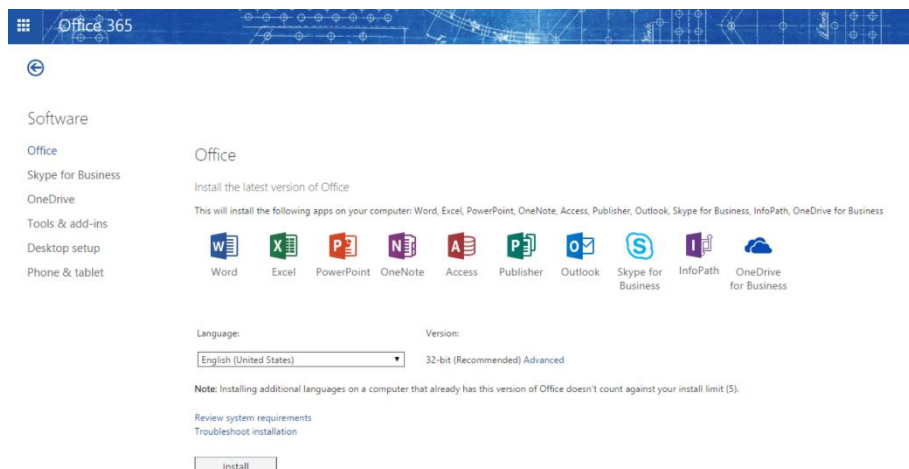 Office 365
Software
Office
Skype for Business
OneDrive
Tools & add-ins
Desktop setup
Phone & tablet
Office
Install the latest version of Office
This will install the following apps on your computer: Word, Excel, PowerPoint, OneNote, Access, Publisher, Outlook, Skype for Business, InfoPath, OneDrive for Business
Word Excel PowerPoint OneNote Access Publisher Outlook Skype for Business InfoPath OneDrive for Business
Language: Version:
English (United States) 32-bit (Recommended) Advanced
Note: Installing additional languages on a computer that already has this version of Office doesn't count against your install limit (5).
Review system requirements
Troubleshoot installation
Install